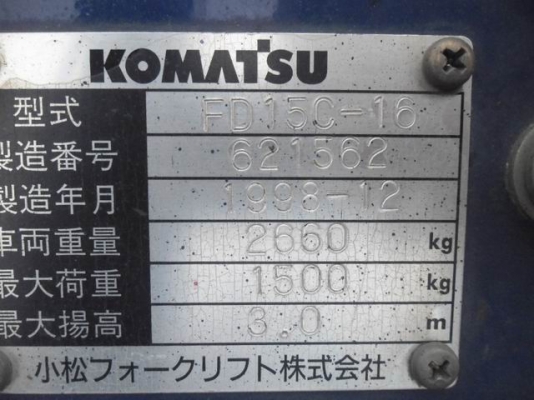 KOMATSU
型式 FD15C-16
製造番号 621562
製造年月 1998-12
車両重量 2660 kg
最大荷重 1500 kg
最大揚高 3.0 m
小松フォークリフト株式会社